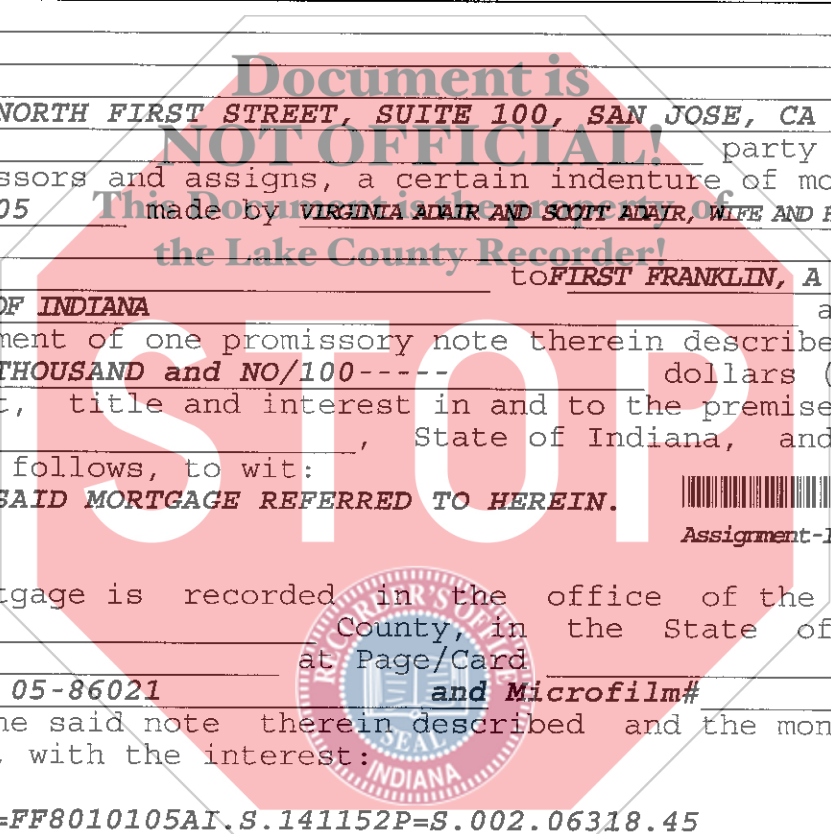 Document is
NORTH FIRST STREET, SUITE 100, SAN JOSE, CA
NOT OFFICIAL!
party
ssors and assigns, a certain indenture of mo
This Document is the property of
05 made by VIRGINIA ADAIR AND SCOTT ADAIR, WIFE AND H
the Lake County Recorder!
to FIRST FRANKLIN, A
OF INDIANA a
ment of one promissory note therein describe
THOUSAND and NO/100----- dollars (
t, title and interest in and to the premise
, State of Indiana, and
follows, to wit:
SAID MORTGAGE REFERRED TO HEREIN.
Assignment-I
STOP
tgage is recorded in the office of the
County, in the State of
at Page/Card
05-86021 and Microfilm#
he said note therein described and the mon
, with the interest:
RECORDER'S OFFICE
SEAL
INDIANA
=FF8010105AI.S.141152P=S.002.06318.45